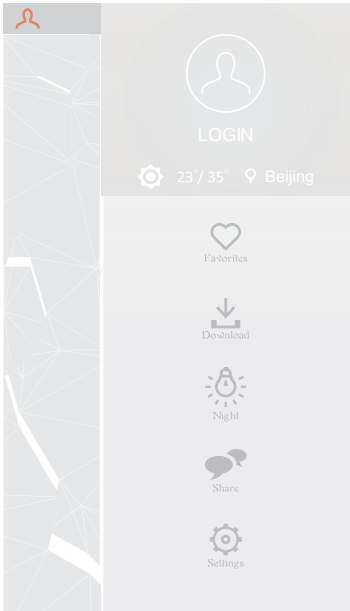 LOGIN
23°/35° Beijing
Favorites
Download
Night
Share
Settings